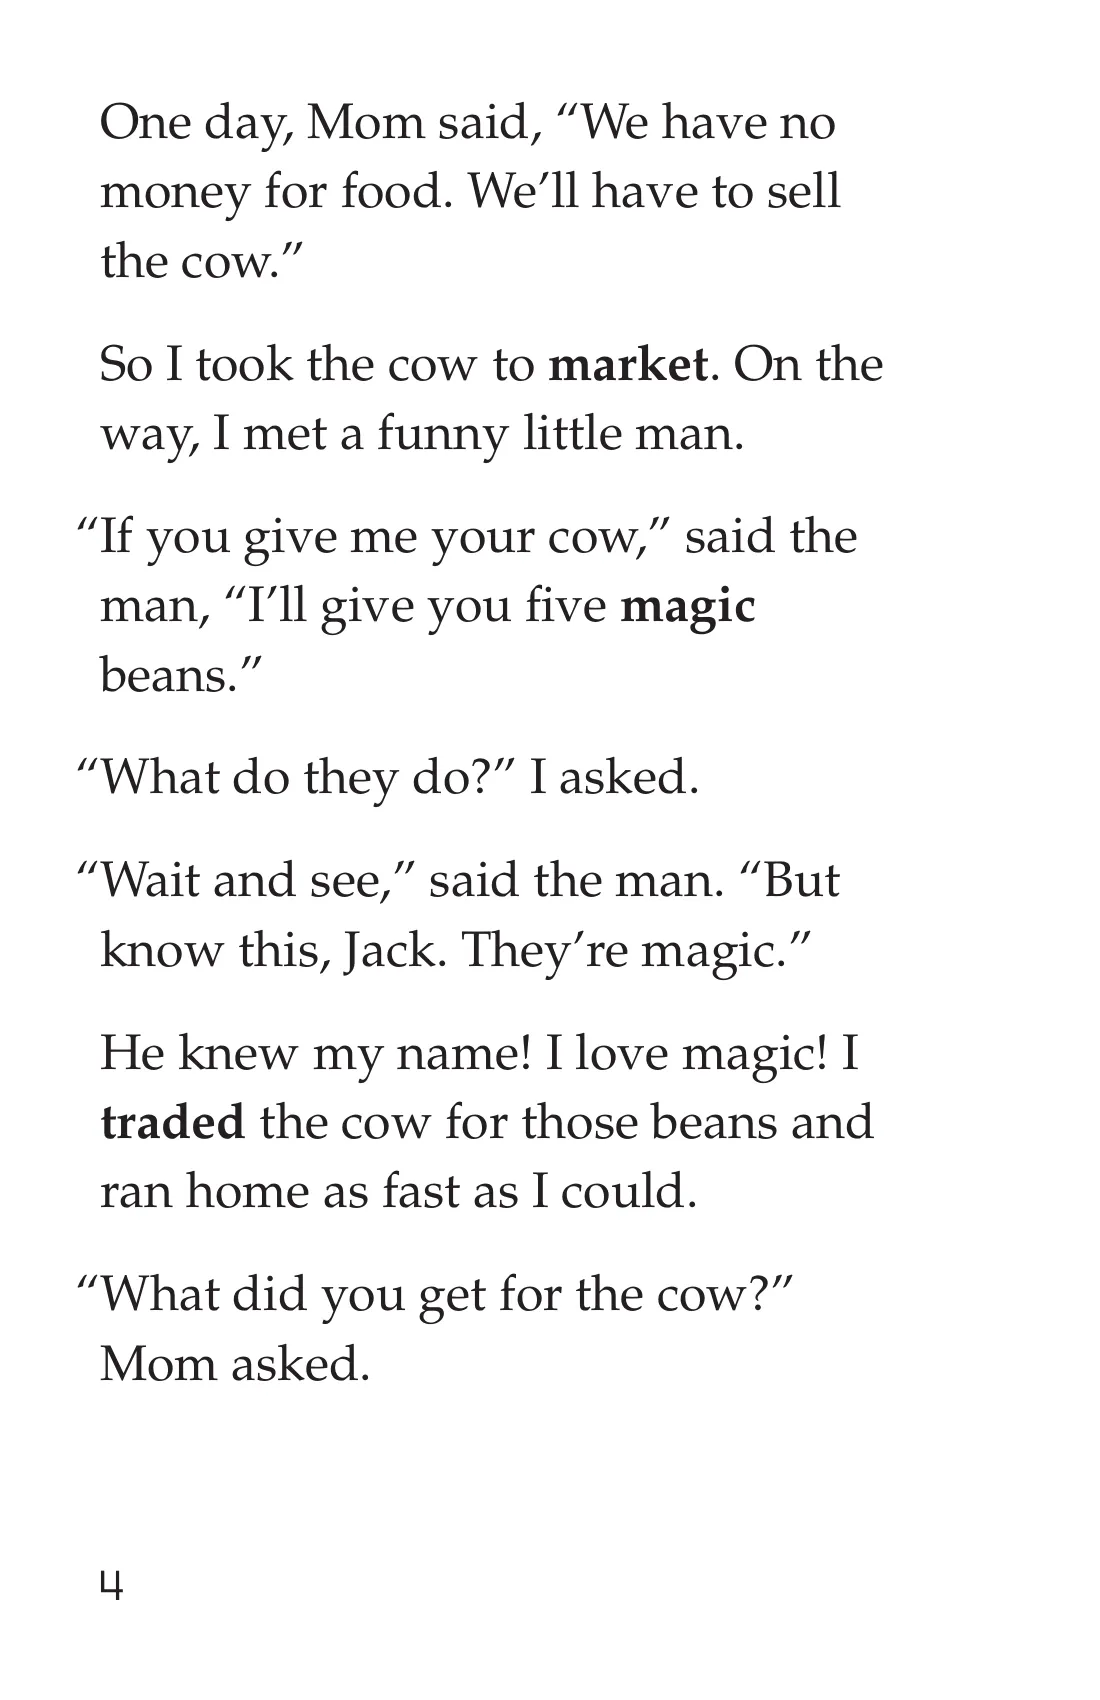 One day, Mom said, “We have no
money for food. We’ll have to sell
the cow.”
So I took the cow to market. On the
way, I met a funny little man.
“If you give me your cow,” said the
man, “I’ll give you five magic
beans.”
“What do they do?” I asked.
“Wait and see,” said the man. “But
know this, Jack. They’re magic.”
He knew my name! I love magic! I
traded the cow for those beans and
ran home as fast as I could.
“What did you get for the cow?”
Mom asked.
4